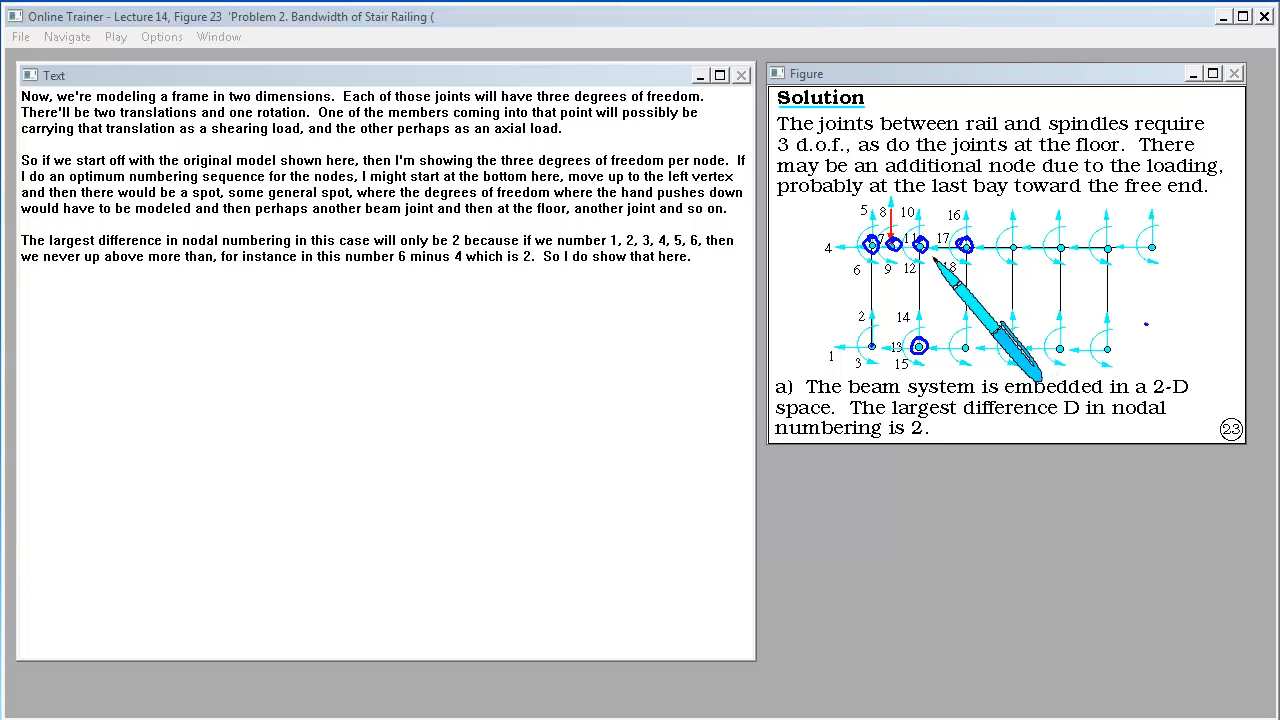 Online Trainer - Lecture 14, Figure 23 'Problem 2. Bandwidth of Stair Railing (
File Navigate Play Options Window
Text
Now, we're modeling a frame in two dimensions. Each of those joints will have three degrees of freedom.
There'll be two translations and one rotation. One of the members coming into that point will possibly be
carrying that translation as a shearing load, and the other perhaps as an axial load.
So if we start off with the original model shown here, then I'm showing the three degrees of freedom per node. If
I do an optimum numbering sequence for the nodes, I might start at the bottom here, move up to the left vertex
and then there would be a spot, some general spot, where the degrees of freedom where the hand pushes down
would have to be modeled and then perhaps another beam joint and then at the floor, another joint and so on.
The largest difference in nodal numbering in this case will only be 2 because if we number 1, 2, 3, 4, 5, 6, then
we never up above more than, for instance in this number 6 minus 4 which is 2. So I do show that here.
Figure
Solution
The joints between rail and spindles require
3 d.o.f., as do the joints at the floor. There
may be an additional node due to the loading,
probably at the last bay toward the free end.
5 8 10 16
4 7 11 17
6 9 12 18
2 14
1 13
3 15
a) The beam system is embedded in a 2-D
space. The largest difference D in nodal
numbering is 2.
23